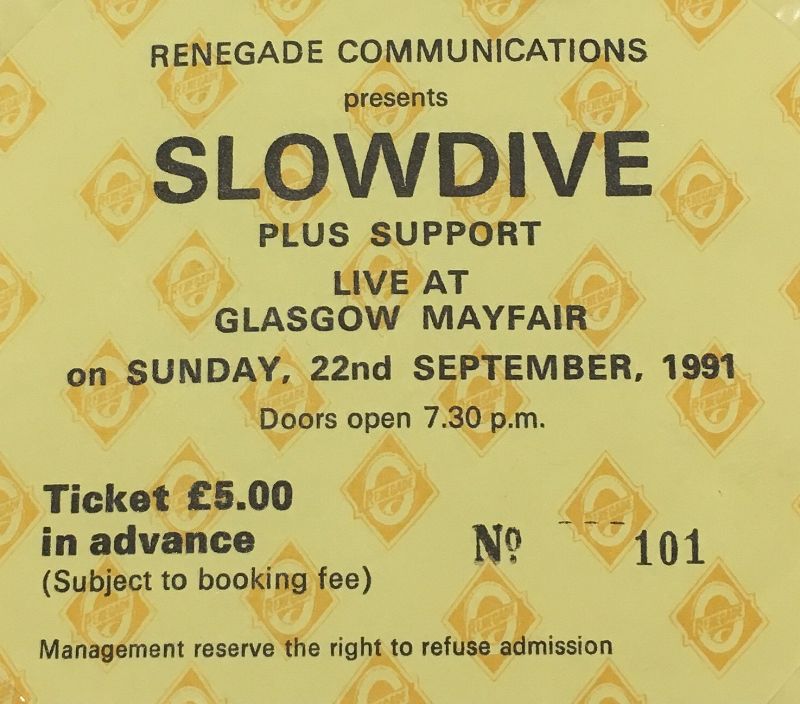 RENEGADE COMMUNICATIONS
presents
SLOWDIVE
PLUS SUPPORT
LIVE AT
GLASGOW MAYFAIR
on SUNDAY, 22nd SEPTEMBER, 1991
Doors open 7.30 p.m.
Ticket £5.00
in advance
(Subject to booking fee)
Nº ---101
Management reserve the right to refuse admission